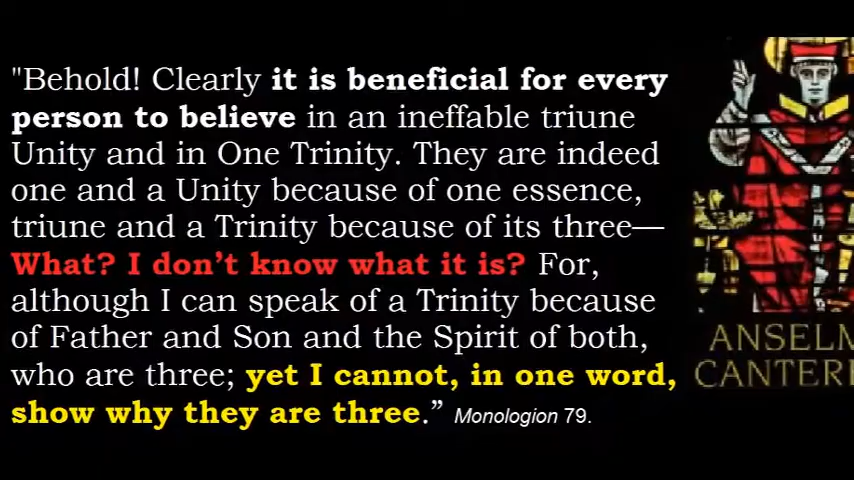 "Behold! Clearly it is beneficial for every
person to believe in an ineffable triune
Unity and in One Trinity. They are indeed
one and a Unity because of one essence,
triune and a Trinity because of its three—
What? I don’t know what it is? For,
although I can speak of a Trinity because
of Father and Son and the Spirit of both,
who are three; yet I cannot, in one word,
show why they are three.” Monologion 79.
ANSELM
CANTER